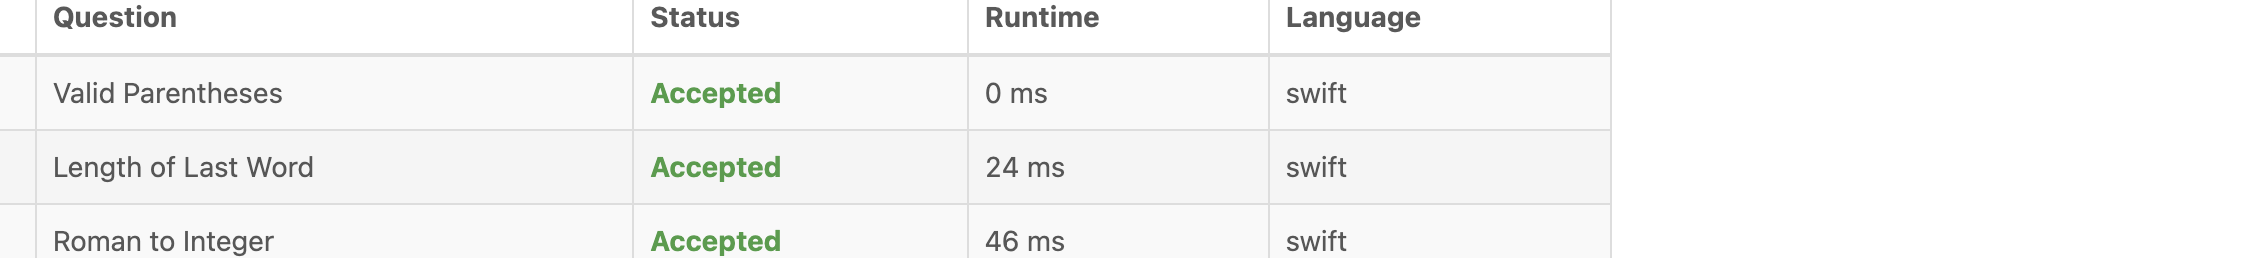 Question Status Runtime Language
Valid Parentheses Accepted 0 ms swift
Length of Last Word Accepted 24 ms swift
Roman to Integer Accepted 46 ms swift